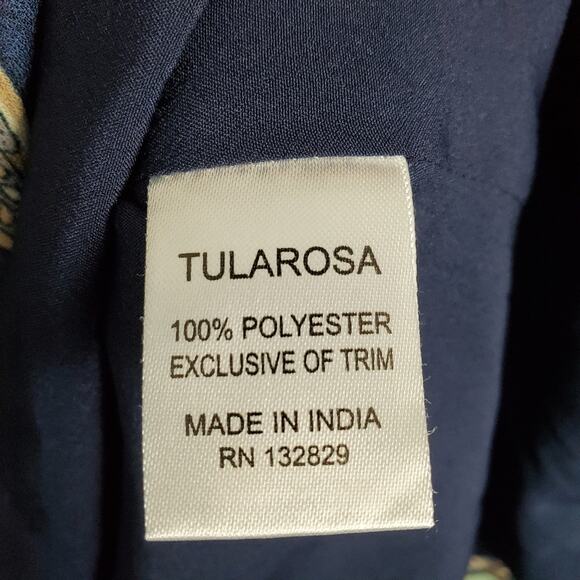 TULAROSA
100% POLYESTER
EXCLUSIVE OF TRIM
MADE IN INDIA
RN 132829